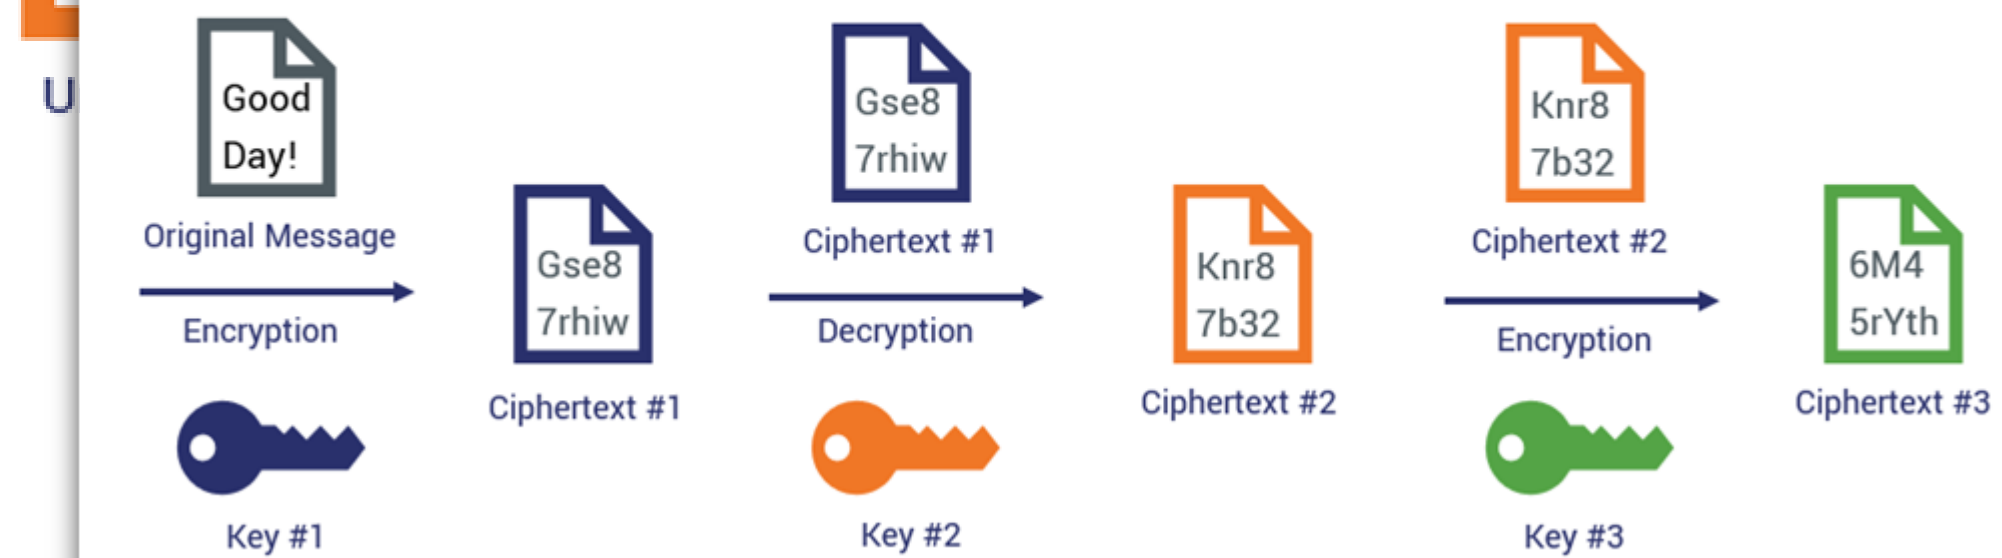 Good
Day!
Original Message
Encryption
Key #1
Gse8
7rhiw
Ciphertext #1
Gse8
7rhiw
Ciphertext #1
Decryption
Key #2
Knr8
7b32
Ciphertext #2
Knr8
7b32
Ciphertext #2
Encryption
Key #3
6M4
5rYth
Ciphertext #3